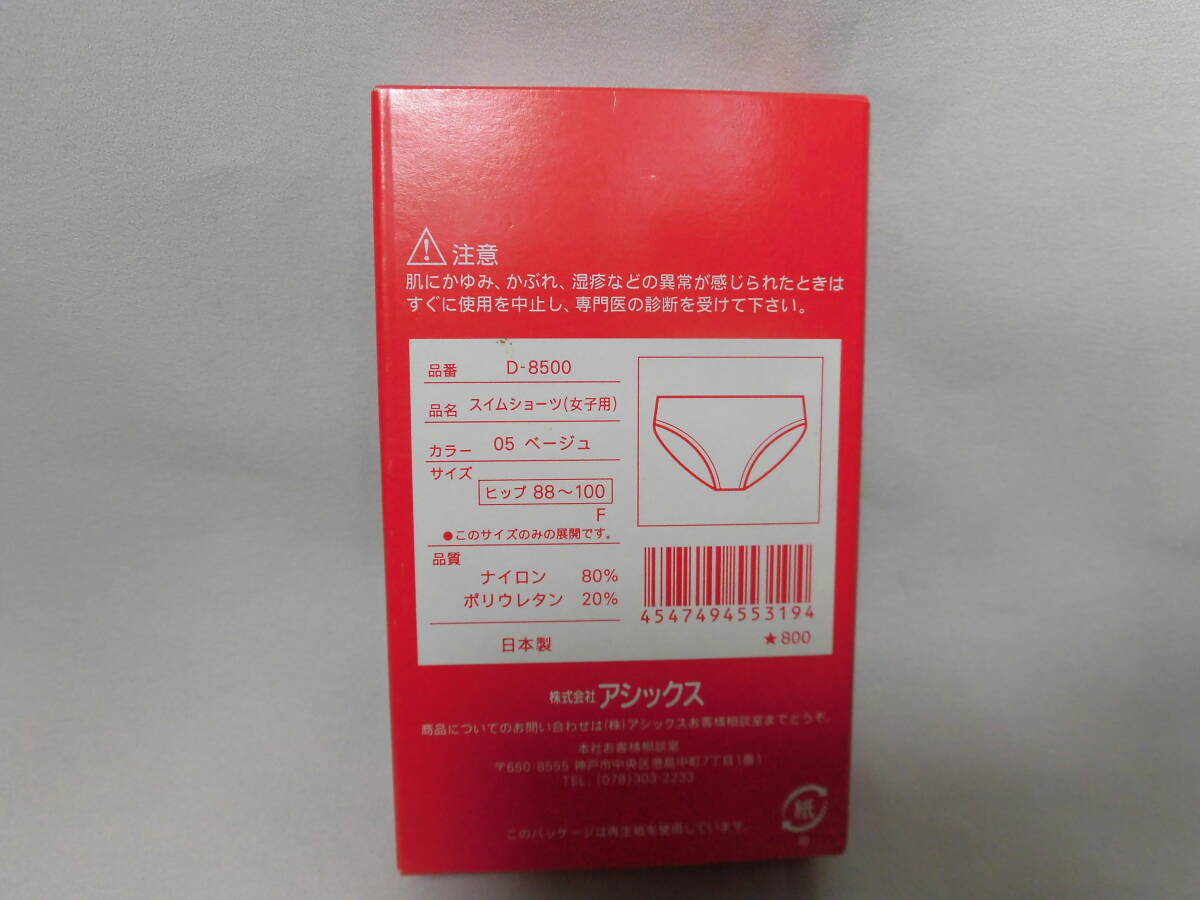 注意
肌にかゆみ、かぶれ、湿疹などの異常が感じられたときは
すぐに使用を中止し、専門医の診断を受けて下さい。
品番 D-8500
品名 スイムショーツ(女子用)
カラー 05 ベージュ
サイズ
ヒップ 88〜100
F
●このサイズのみの展開です。
品質
ナイロン 80%
ポリウレタン 20%
日本製
4547494553194
★800
株式会社 アシックス
商品についてのお問い合わせは(株)アシックスお客様相談室までどうぞ。
本社お客様相談室
〒650-8555 神戸市中央区港島中町7丁目1番1
TEL. (078)303-2233
紙
このパッケージは再生紙を使用しています。